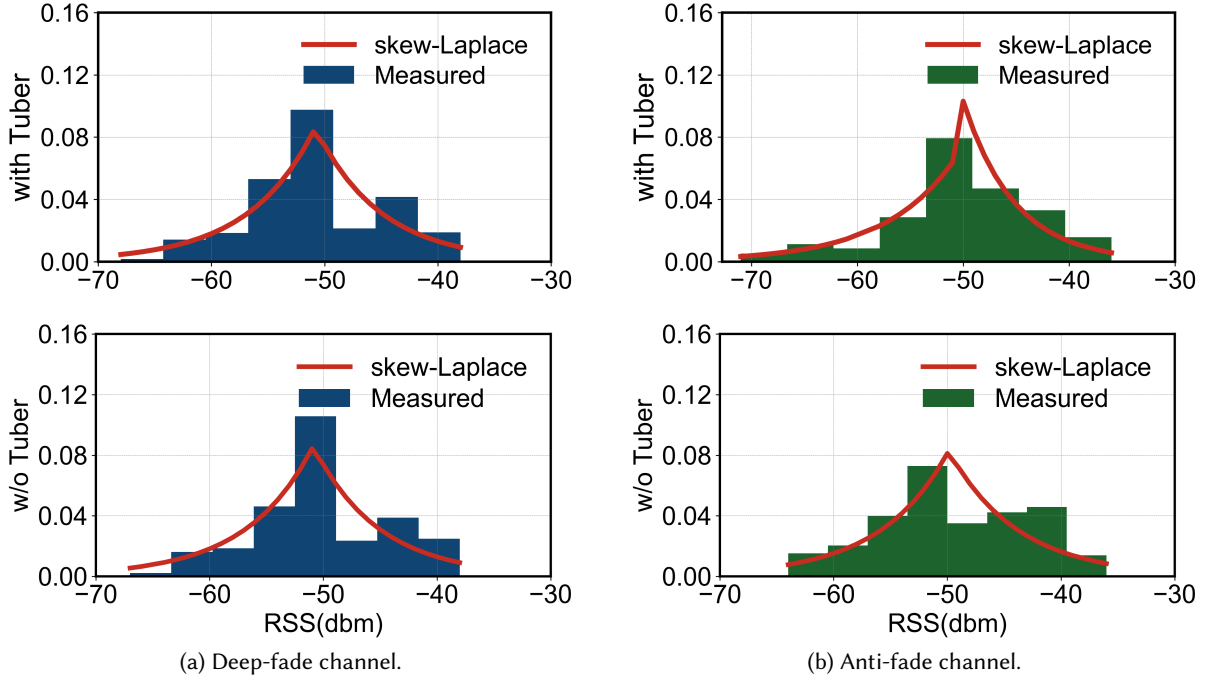 0.16
skew-Laplace
0.12
Measured
with Tuber
0.08
0.04
0.00
−70 −60 −50 −40 −30
0.16
skew-Laplace
0.12
Measured
with Tuber
0.08
0.04
0.00
−70 −60 −50 −40 −30
0.16
skew-Laplace
0.12
Measured
w/o Tuber
0.08
0.04
0.00
−70 −60 −50 −40 −30
RSS(dbm)
(a) Deep-fade channel.
0.16
skew-Laplace
0.12
Measured
w/o Tuber
0.08
0.04
0.00
−70 −60 −50 −40 −30
RSS(dbm)
(b) Anti-fade channel.